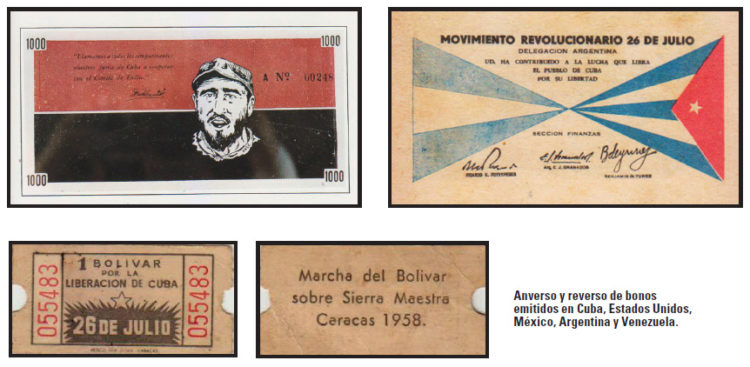 1000
1000
"Llamamos a todos los compatriotas
fuera de Cuba a cooperar
con el Comité de Exilio."
A Nº 00248
1000
1000
MOVIMIENTO REVOLUCIONARIO 26 DE JULIO
DELEGACION ARGENTINA
UD. HA CONTRIBUIDO A LA LUCHA QUE LIBRA
EL PUEBLO DE CUBA
POR SU LIBERTAD
SECCION FINANZAS
055483
1 BOLIVAR
POR LA
LIBERACION DE CUBA
26 DE JULIO
055483
Marcha del Bolivar
sobre Sierra Maestra
Caracas 1958.
Anverso y reverso de bonos
emitidos en Cuba, Estados Unidos,
México, Argentina y Venezuela.